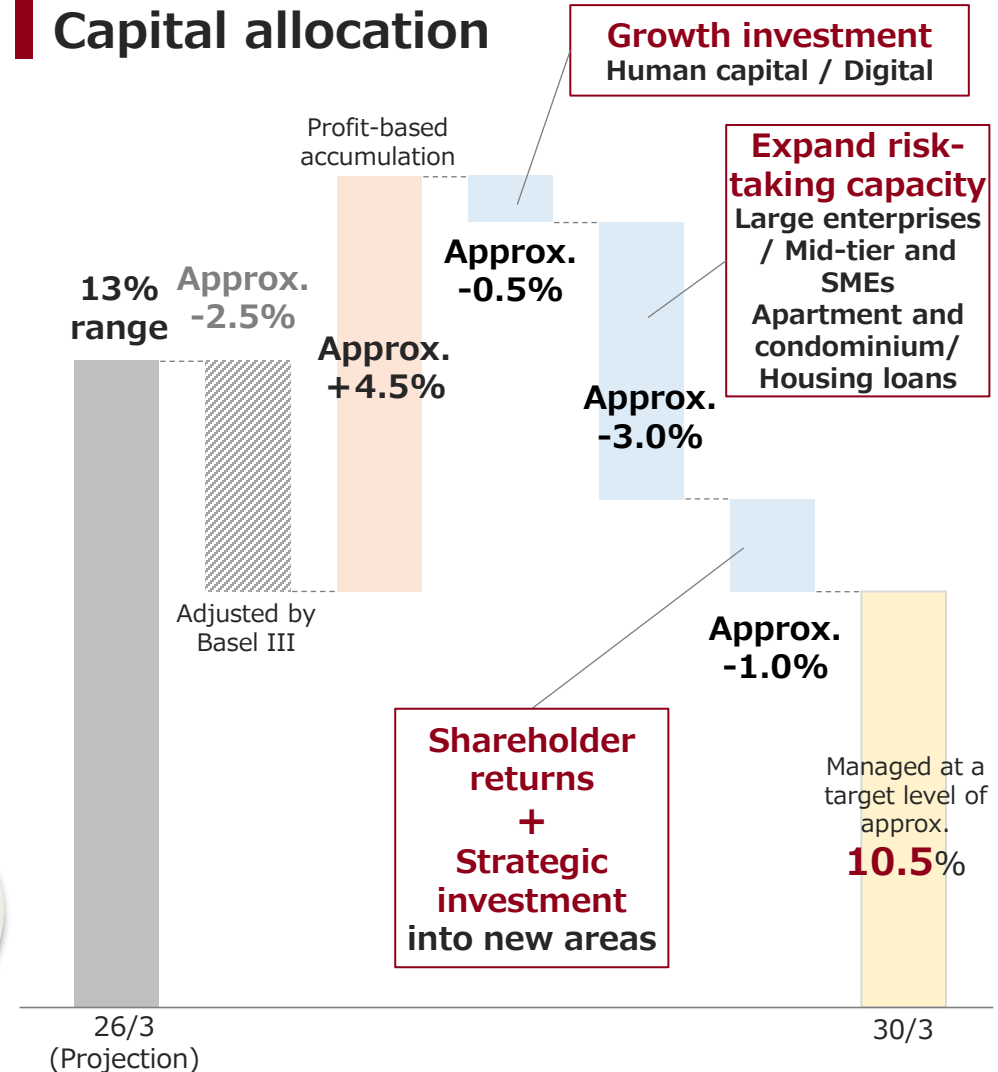 Capital allocation
Growth investment
Human capital / Digital
Profit-based
accumulation
Expand risk-
taking capacity
Large enterprises
/ Mid-tier and
SMEs
Apartment and
condominium/
Housing loans
13%
range
Approx.
-2.5%
Approx.
+4.5%
Approx.
-0.5%
Approx.
-3.0%
Adjusted by
Basel III
Approx.
-1.0%
Shareholder
returns
+
Strategic
investment
into new areas
Managed at a
target level of
approx.
10.5%
26/3
(Projection)
30/3